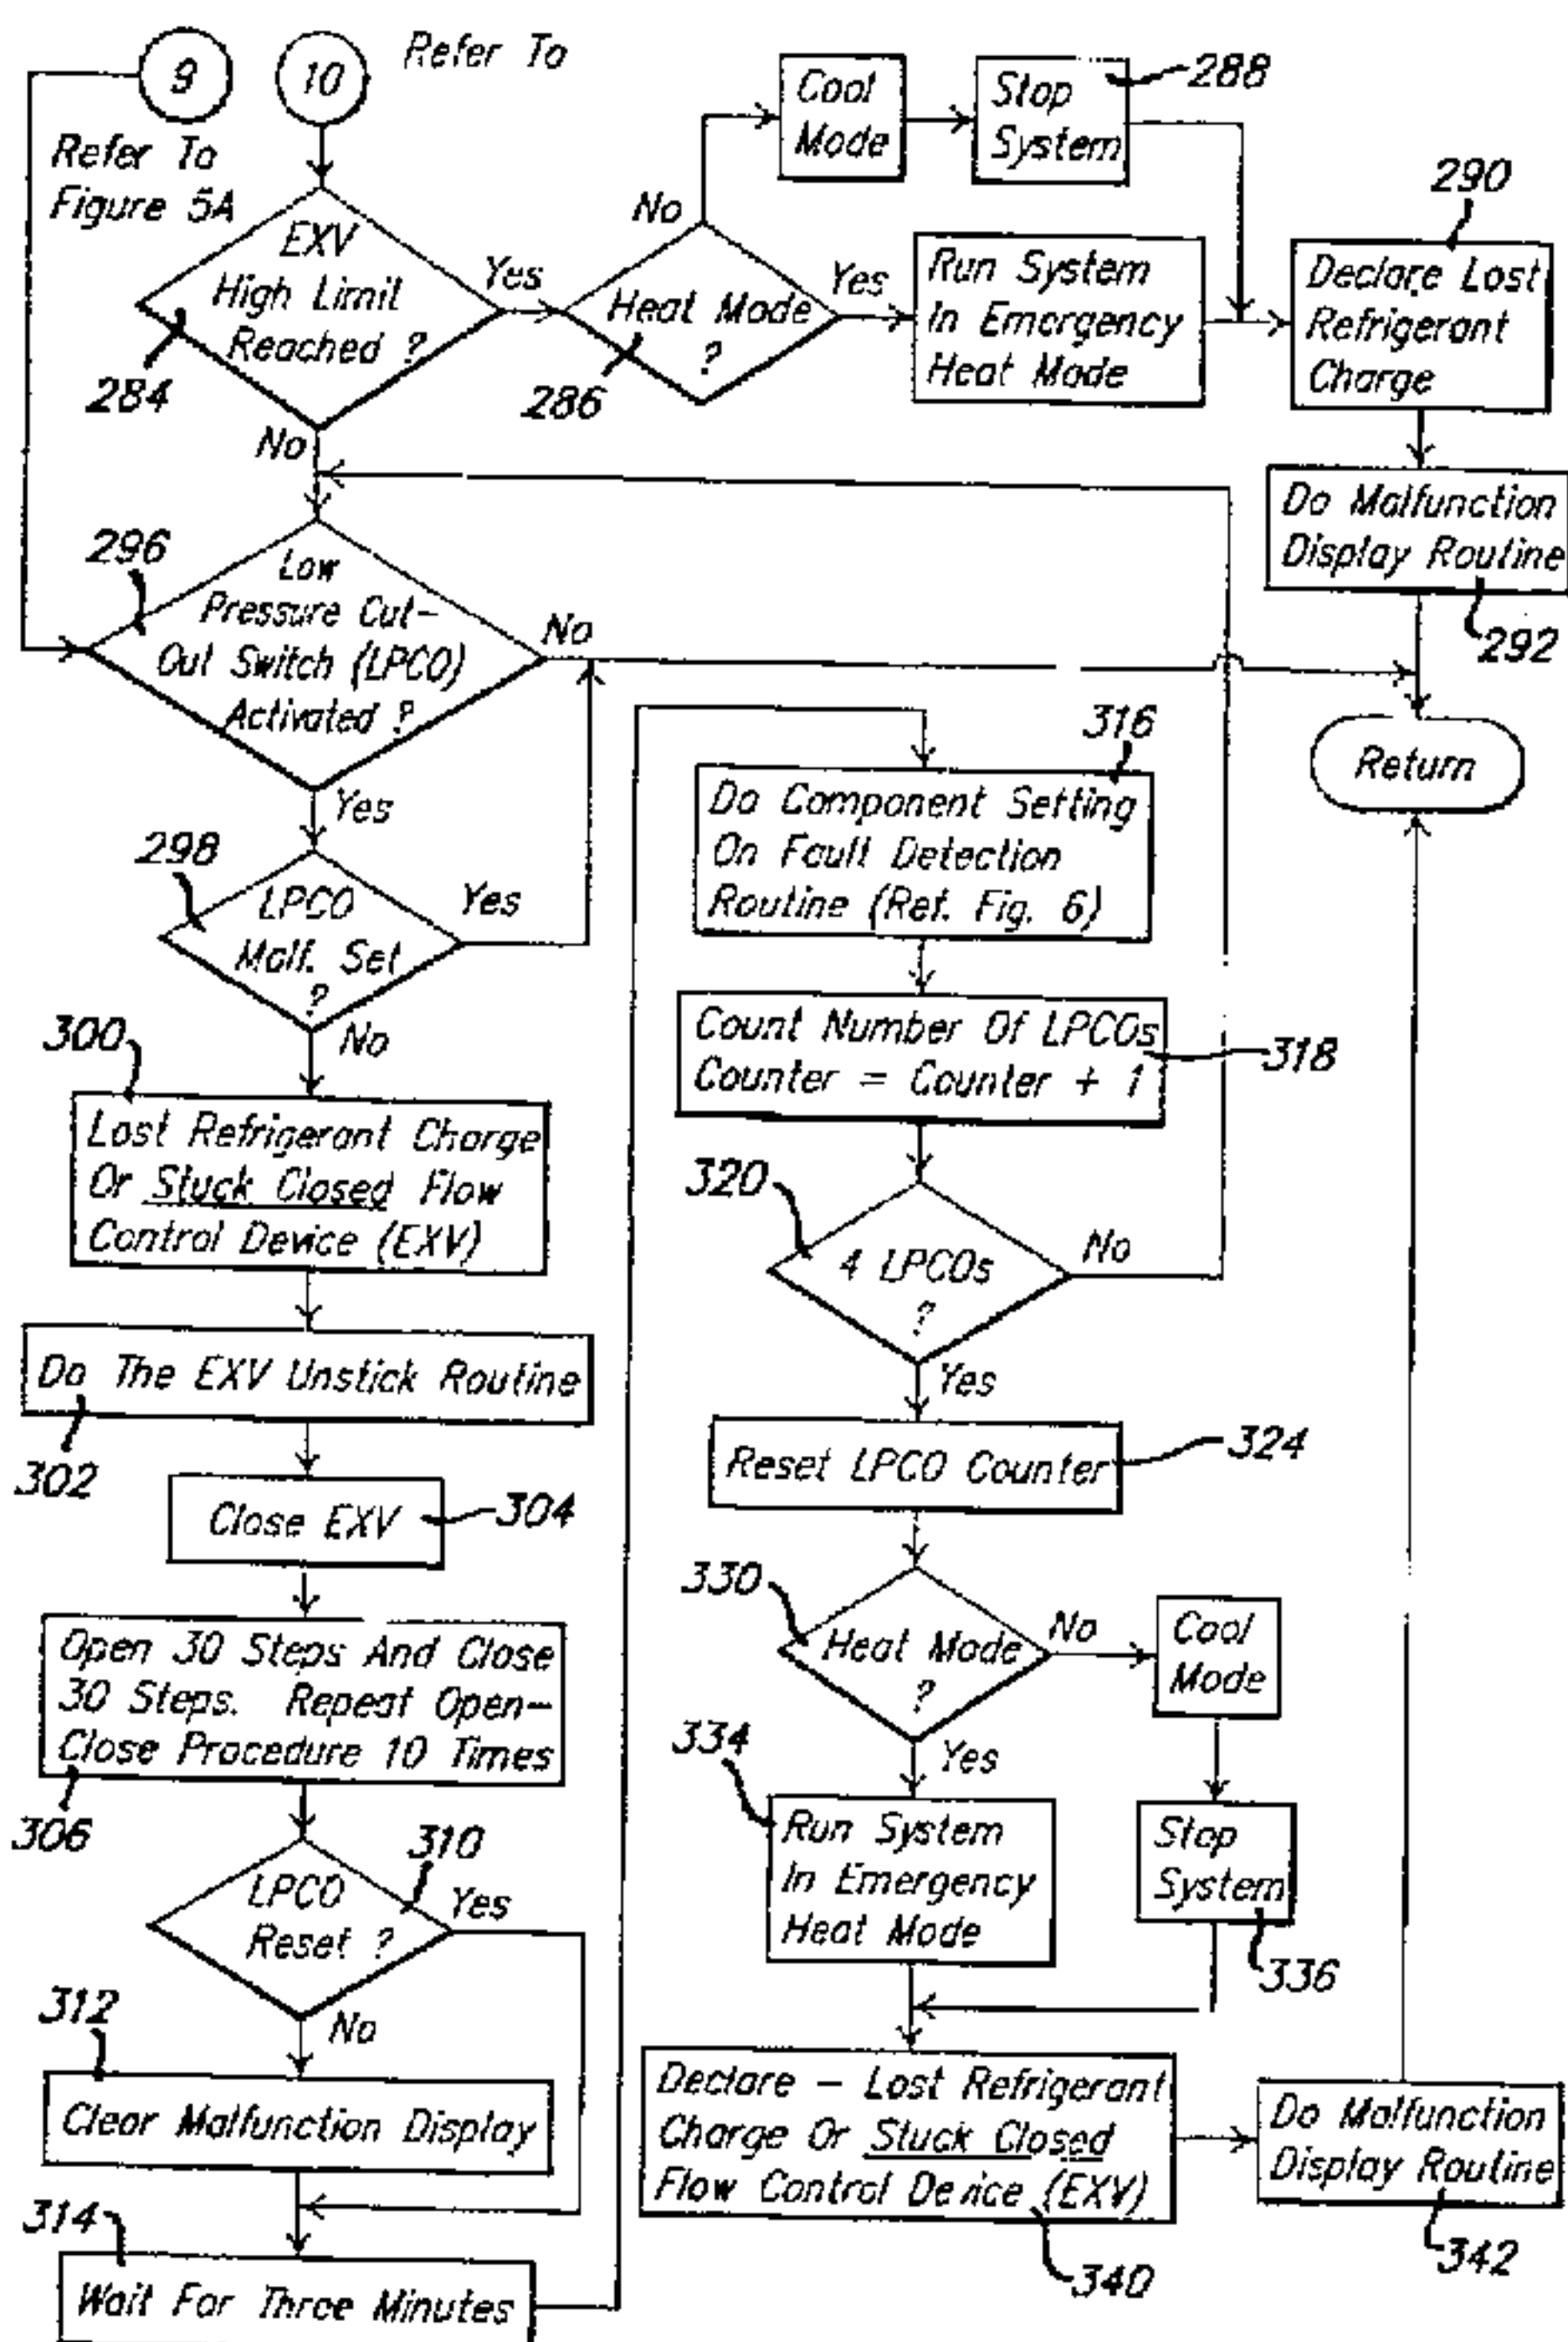 9
10
Refer To
Refer To
Figure 5A
EXV
High Limit
Reached ?
284
Yes
No
Heat Mode
?
286
No
Yes
Cool
Mode
Stop
System
288
Run System
In Emergency
Heat Mode
290
Declare Lost
Refrigerant
Charge
Do Malfunction
Display Routine
292
Return
296
Low
Pressure Cut-
Out Switch (LPCO)
Activated ?
No
Yes
298
LPCO
Malf. Set
?
Yes
No
300
Lost Refrigerant Charge
Or Stuck Closed Flow
Control Device (EXV)
Do The EXV Unstick Routine
302
Close EXV
304
Open 30 Steps And Close
30 Steps. Repeat Open-
Close Procedure 10 Times
306
310
LPCO
Reset ?
Yes
No
312
Clear Malfunction Display
314
Wait For Three Minutes
316
Do Component Setting
On Fault Detection
Routine (Ref. Fig. 6)
Count Number Of LPCOs
Counter = Counter + 1
318
320
4 LPCOs
?
No
Yes
Reset LPCO Counter
324
330
Heat Mode
?
No
Yes
Cool
Mode
334
Run System
In Emergency
Heat Mode
Stop
System
336
Declare - Lost Refrigerant
Charge Or Stuck Closed
Flow Control Device (EXV)
340
Do Malfunction
Display Routine
342